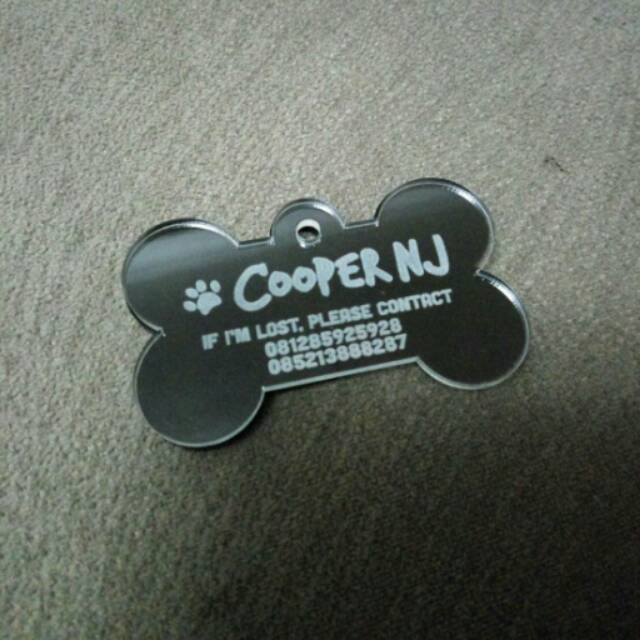 COOPER NJ
IF I'M LOST, PLEASE CONTACT
081285925928
085213888287